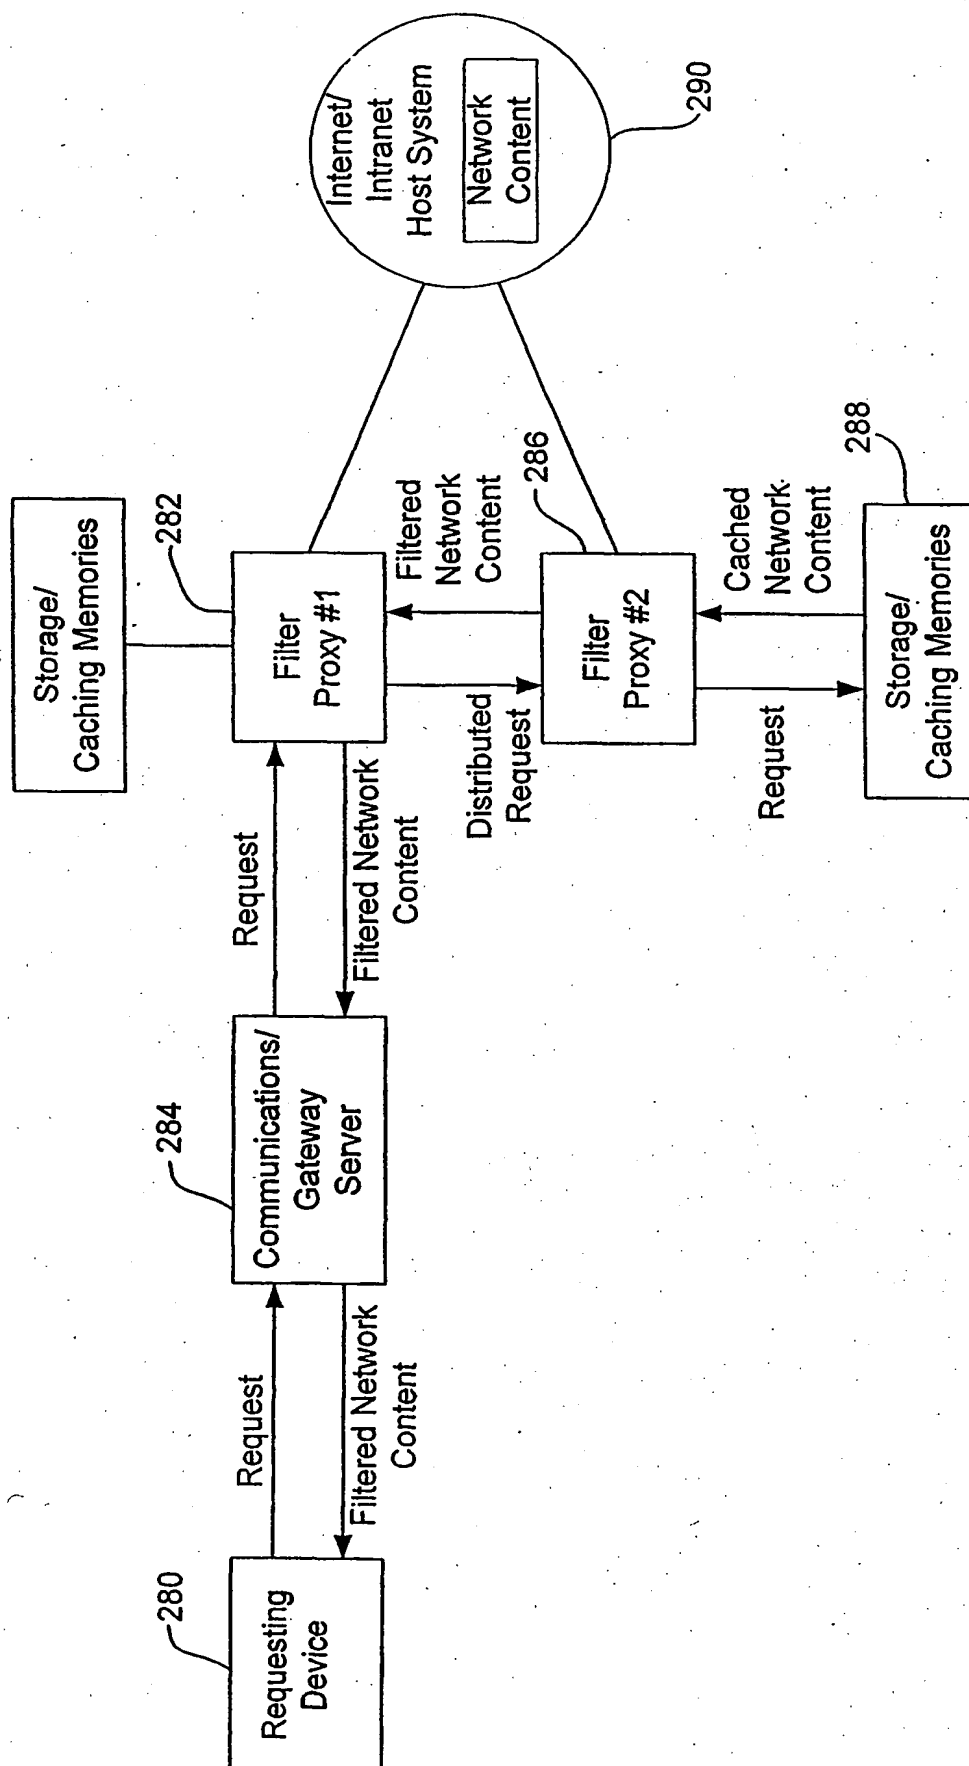 Storage/
Caching Memories
282
Filter
Proxy #1
Internet/
Intranet
Host System
Network
Content
290
280
Requesting
Device
Request
Filtered Network
Content
284
Communications/
Gateway
Server
Request
Filtered Network
Content
Distributed
Request
Filtered
Network
Content
286
Filter
Proxy #2
Request
Cached
Network
Content
288
Storage/
Caching Memories